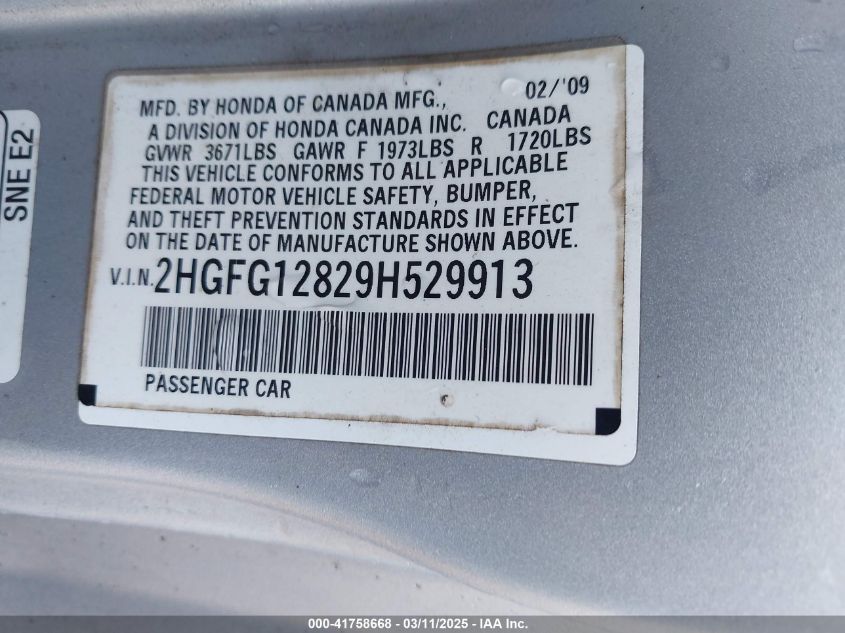 SNE E2
02/'09
MFD. BY HONDA OF CANADA MFG.,
A DIVISION OF HONDA CANADA INC. CANADA
GVWR 3671LBS GAWR F 1973LBS R 1720LBS
THIS VEHICLE CONFORMS TO ALL APPLICABLE
FEDERAL MOTOR VEHICLE SAFETY, BUMPER,
AND THEFT PREVENTION STANDARDS IN EFFECT
ON THE DATE OF MANUFACTURE SHOWN ABOVE.
V.I.N. 2HGFG12829H529913
PASSENGER CAR
000-41758668 - 03/11/2025 - IAA Inc.